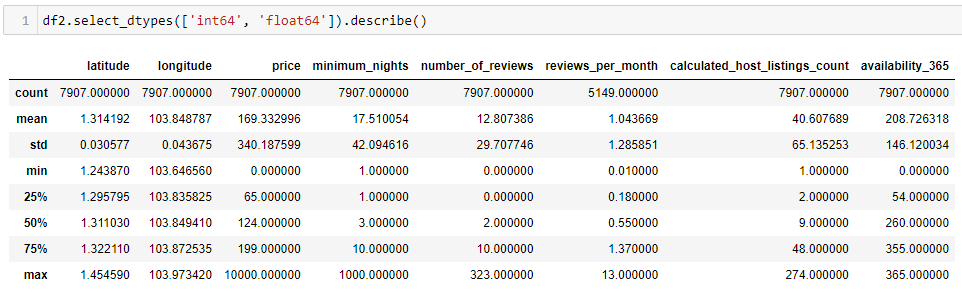 1 df2.select_dtypes(['int64', 'float64']).describe()
latitude longitude price minimum_nights number_of_reviews reviews_per_month calculated_host_listings_count availability_365
count 7907.000000 7907.000000 7907.000000 7907.000000 7907.000000 5149.000000 7907.000000 7907.000000
mean 1.314192 103.848787 169.332996 17.510054 12.807386 1.043669 40.607689 208.726318
std 0.030577 0.043675 340.187599 42.094616 29.707746 1.285851 65.135253 146.120034
min 1.243870 103.646560 0.000000 1.000000 0.000000 0.010000 1.000000 0.000000
25% 1.295795 103.835825 65.000000 1.000000 0.000000 0.180000 2.000000 54.000000
50% 1.311030 103.849410 124.000000 3.000000 2.000000 0.550000 9.000000 260.000000
75% 1.322110 103.872535 199.000000 10.000000 10.000000 1.370000 48.000000 355.000000
max 1.454590 103.973420 10000.000000 1000.000000 323.000000 13.000000 274.000000 365.000000